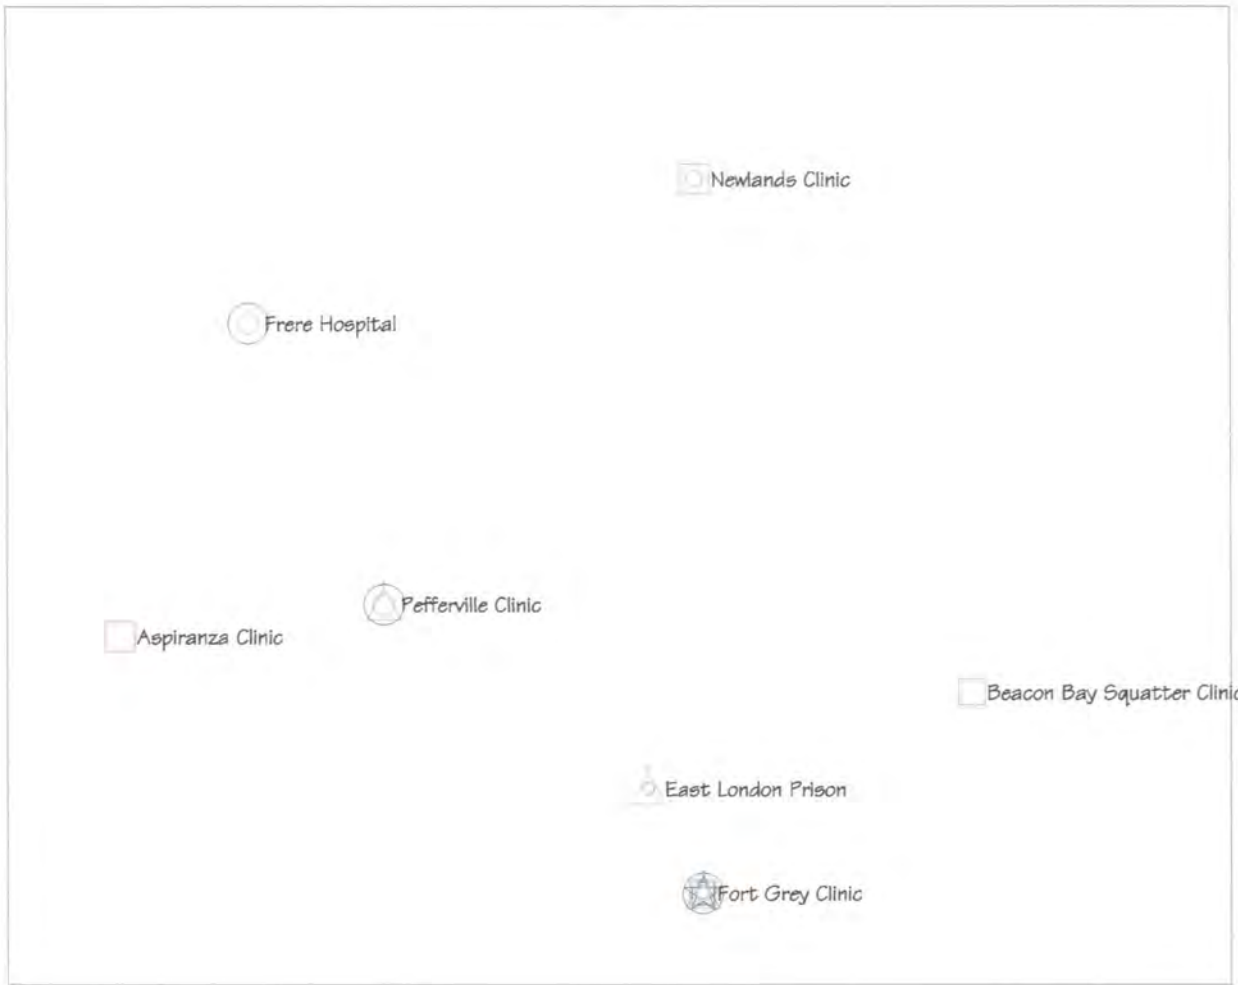 Newlands Clinic
Frere Hospital
Pefferville Clinic
Aspiranza Clinic
Beacon Bay Squatter Clinic
East London Prison
Fort Grey Clinic